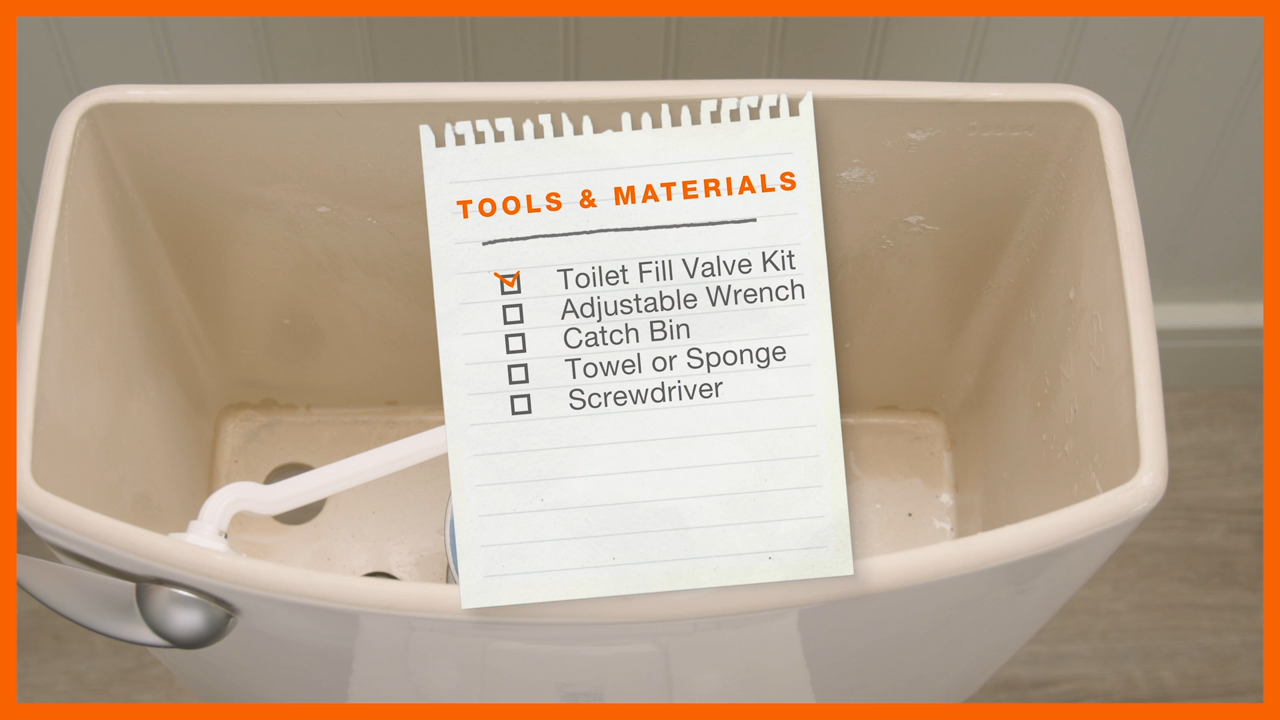 TOOLS & MATERIALS
Toilet Fill Valve Kit
Adjustable Wrench
Catch Bin
Towel or Sponge
Screwdriver